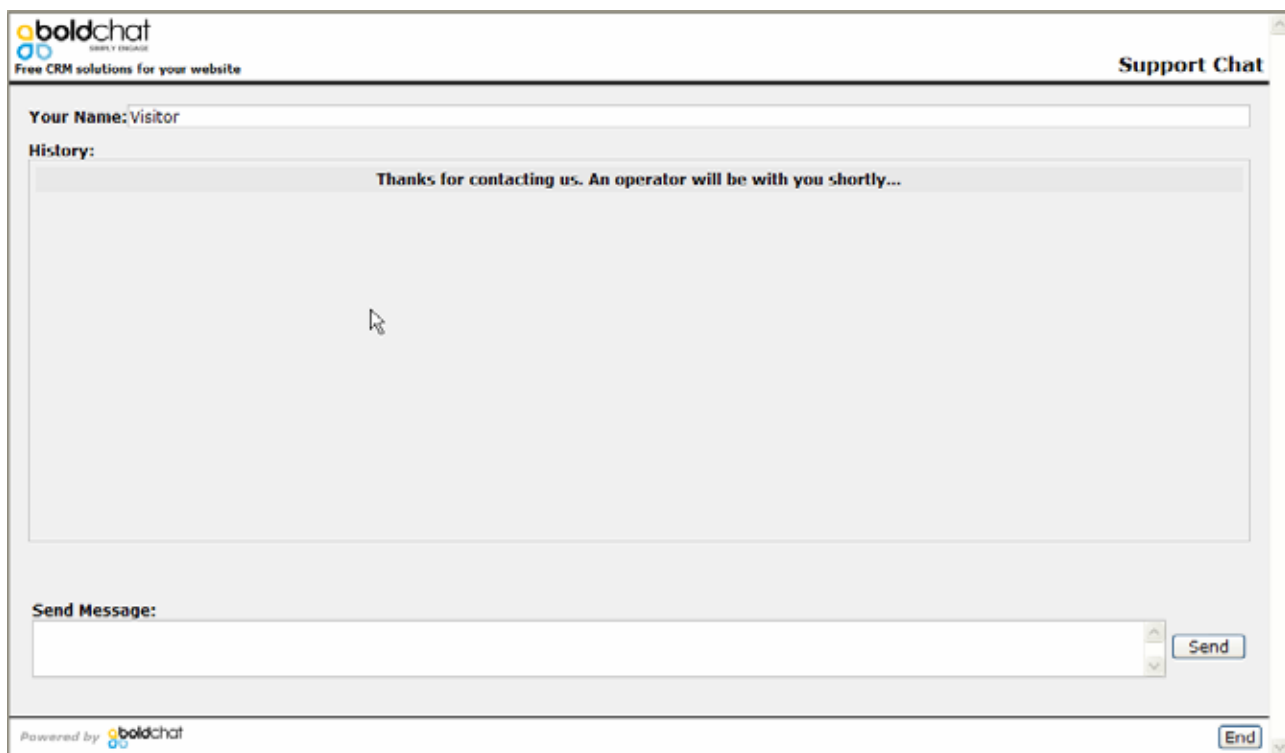 boldchat
SIMPLY ENGAGE
Free CRM solutions for your website
Support Chat
Your Name: Visitor
History:
Thanks for contacting us. An operator will be with you shortly...
Send Message:
Send
Powered by boldchat
End